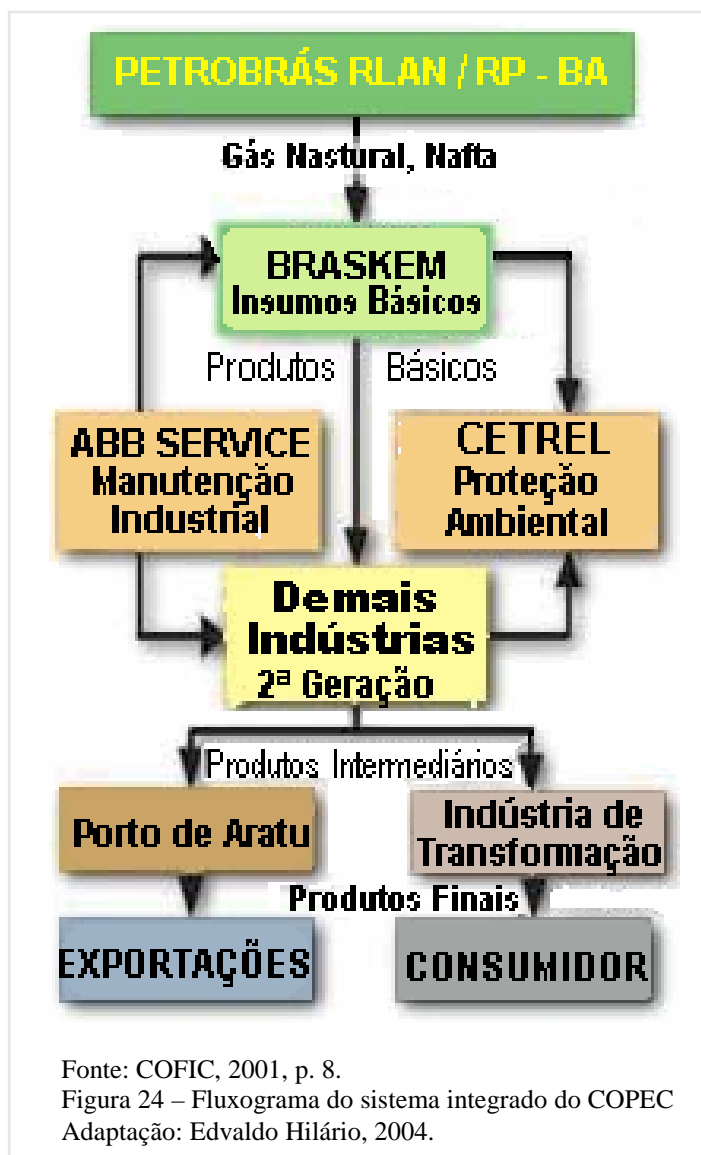 PETROBRÁS RLAN / RP - BA
Gás Nastural, Nafta
BRASKEM
Insumos Básicos
Produtos Básicos
ABB SERVICE
Manutenção
Industrial
CETREL
Proteção
Ambiental
Demais
Indústrias
2ª Geração
Produtos Intermediários
Porto de Aratu
Indústria de
Transformação
Produtos Finais
EXPORTAÇÕES
CONSUMIDOR
Fonte: COFIC, 2001, p. 8.
Figura 24 – Fluxograma do sistema integrado do COPEC
Adaptação: Edvaldo Hilário, 2004.